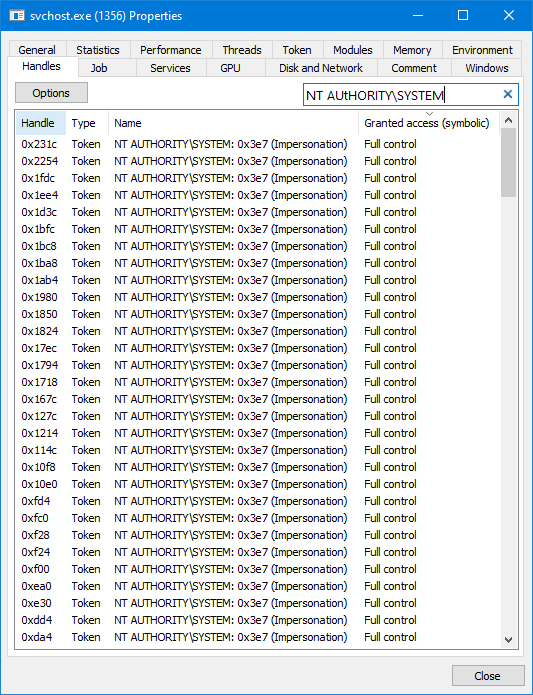 svchost.exe (1356) Properties
General Statistics Performance Threads Token Modules Memory Environment
Handles Job Services GPU Disk and Network Comment Windows
Options NT AUtHORITY\SYSTEM
Handle Type Name Granted access (symbolic)
0x231c Token NT AUTHORITY\SYSTEM: 0x3e7 (Impersonation) Full control
0x2254 Token NT AUTHORITY\SYSTEM: 0x3e7 (Impersonation) Full control
0x1fdc Token NT AUTHORITY\SYSTEM: 0x3e7 (Impersonation) Full control
0x1ee4 Token NT AUTHORITY\SYSTEM: 0x3e7 (Impersonation) Full control
0x1d3c Token NT AUTHORITY\SYSTEM: 0x3e7 (Impersonation) Full control
0x1bfc Token NT AUTHORITY\SYSTEM: 0x3e7 (Impersonation) Full control
0x1bc8 Token NT AUTHORITY\SYSTEM: 0x3e7 (Impersonation) Full control
0x1ba8 Token NT AUTHORITY\SYSTEM: 0x3e7 (Impersonation) Full control
0x1ab4 Token NT AUTHORITY\SYSTEM: 0x3e7 (Impersonation) Full control
0x1980 Token NT AUTHORITY\SYSTEM: 0x3e7 (Impersonation) Full control
0x1850 Token NT AUTHORITY\SYSTEM: 0x3e7 (Impersonation) Full control
0x1824 Token NT AUTHORITY\SYSTEM: 0x3e7 (Impersonation) Full control
0x17ec Token NT AUTHORITY\SYSTEM: 0x3e7 (Impersonation) Full control
0x1794 Token NT AUTHORITY\SYSTEM: 0x3e7 (Impersonation) Full control
0x1718 Token NT AUTHORITY\SYSTEM: 0x3e7 (Impersonation) Full control
0x167c Token NT AUTHORITY\SYSTEM: 0x3e7 (Impersonation) Full control
0x127c Token NT AUTHORITY\SYSTEM: 0x3e7 (Impersonation) Full control
0x1214 Token NT AUTHORITY\SYSTEM: 0x3e7 (Impersonation) Full control
0x114c Token NT AUTHORITY\SYSTEM: 0x3e7 (Impersonation) Full control
0x10f8 Token NT AUTHORITY\SYSTEM: 0x3e7 (Impersonation) Full control
0x10e0 Token NT AUTHORITY\SYSTEM: 0x3e7 (Impersonation) Full control
0xfd4 Token NT AUTHORITY\SYSTEM: 0x3e7 (Impersonation) Full control
0xfc0 Token NT AUTHORITY\SYSTEM: 0x3e7 (Impersonation) Full control
0xf28 Token NT AUTHORITY\SYSTEM: 0x3e7 (Impersonation) Full control
0xf24 Token NT AUTHORITY\SYSTEM: 0x3e7 (Impersonation) Full control
0xf00 Token NT AUTHORITY\SYSTEM: 0x3e7 (Impersonation) Full control
0xea0 Token NT AUTHORITY\SYSTEM: 0x3e7 (Impersonation) Full control
0xe30 Token NT AUTHORITY\SYSTEM: 0x3e7 (Impersonation) Full control
0xdd4 Token NT AUTHORITY\SYSTEM: 0x3e7 (Impersonation) Full control
0xda4 Token NT AUTHORITY\SYSTEM: 0x3e7 (Impersonation) Full control
Close